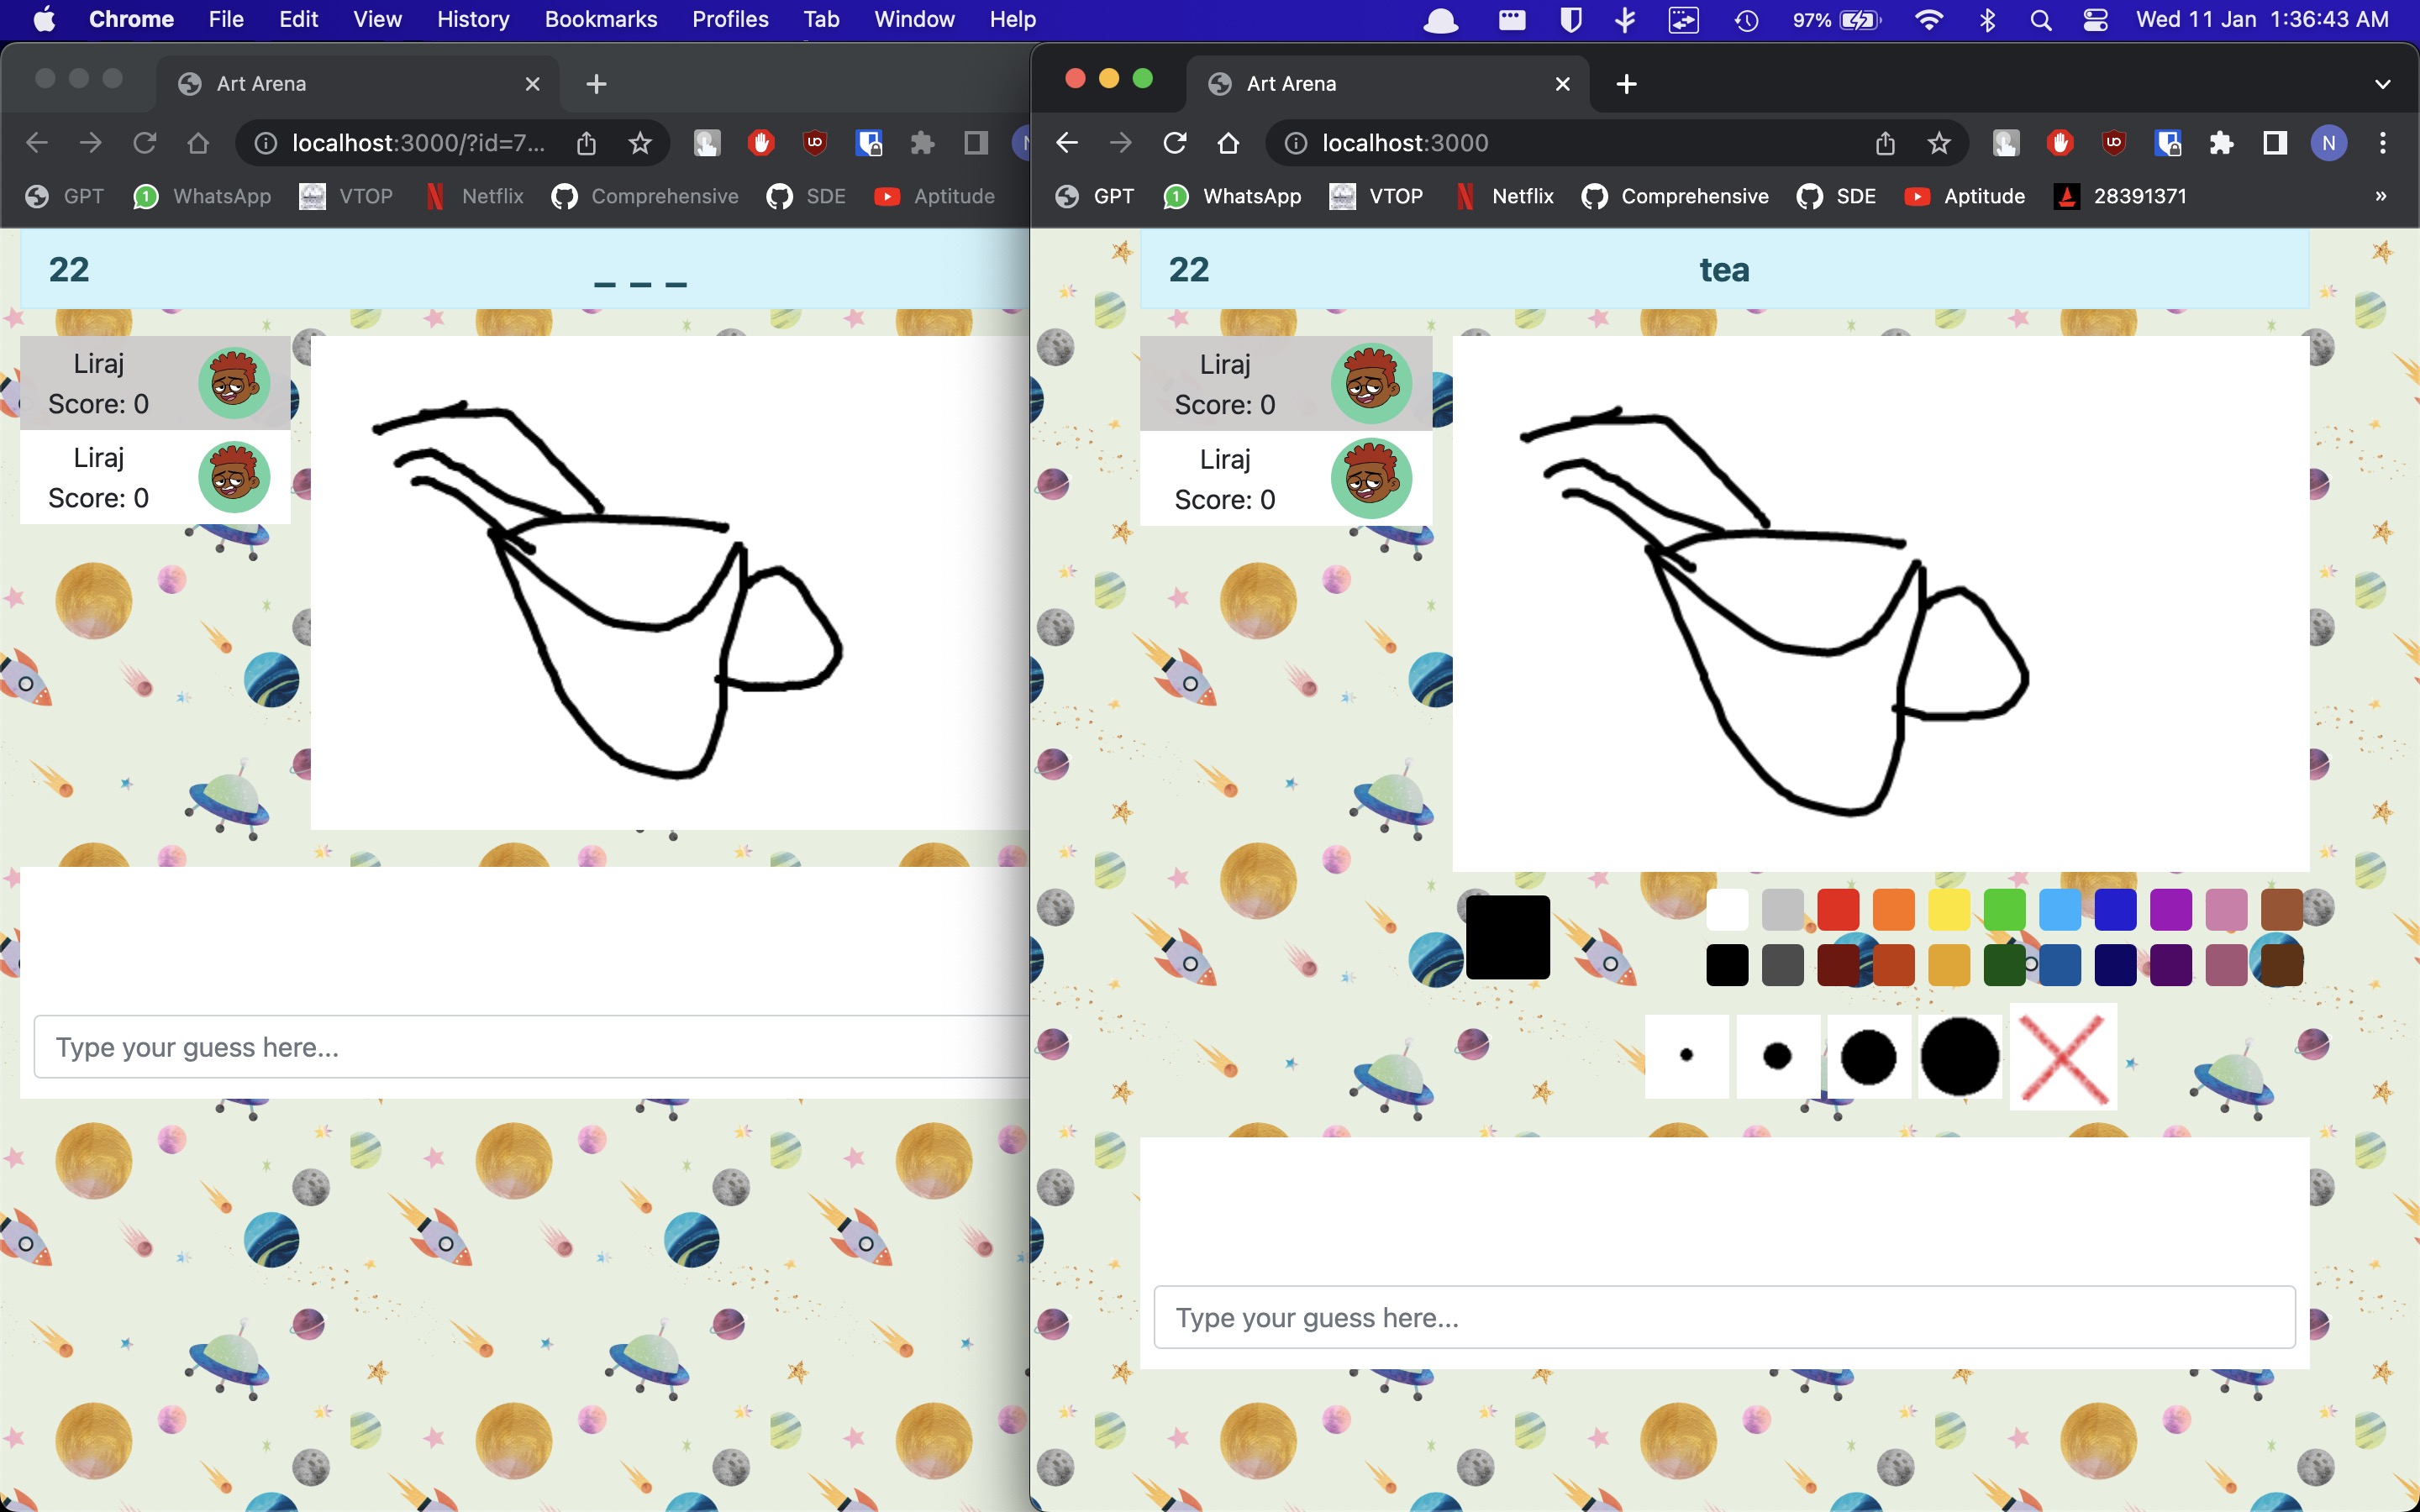 Chrome File Edit View History Bookmarks Profiles Tab Window Help 97% Wed 11 Jan 1:36:43 AM
Art Arena
localhost:3000/?id=7...
GPT WhatsApp VTOP Netflix Comprehensive SDE Aptitude
22 _ _ _
Liraj
Score: 0
Liraj
Score: 0
Type your guess here...
Art Arena
localhost:3000
N
GPT WhatsApp VTOP Netflix Comprehensive SDE Aptitude 28391371 »
22 tea
Liraj
Score: 0
Liraj
Score: 0
Type your guess here...